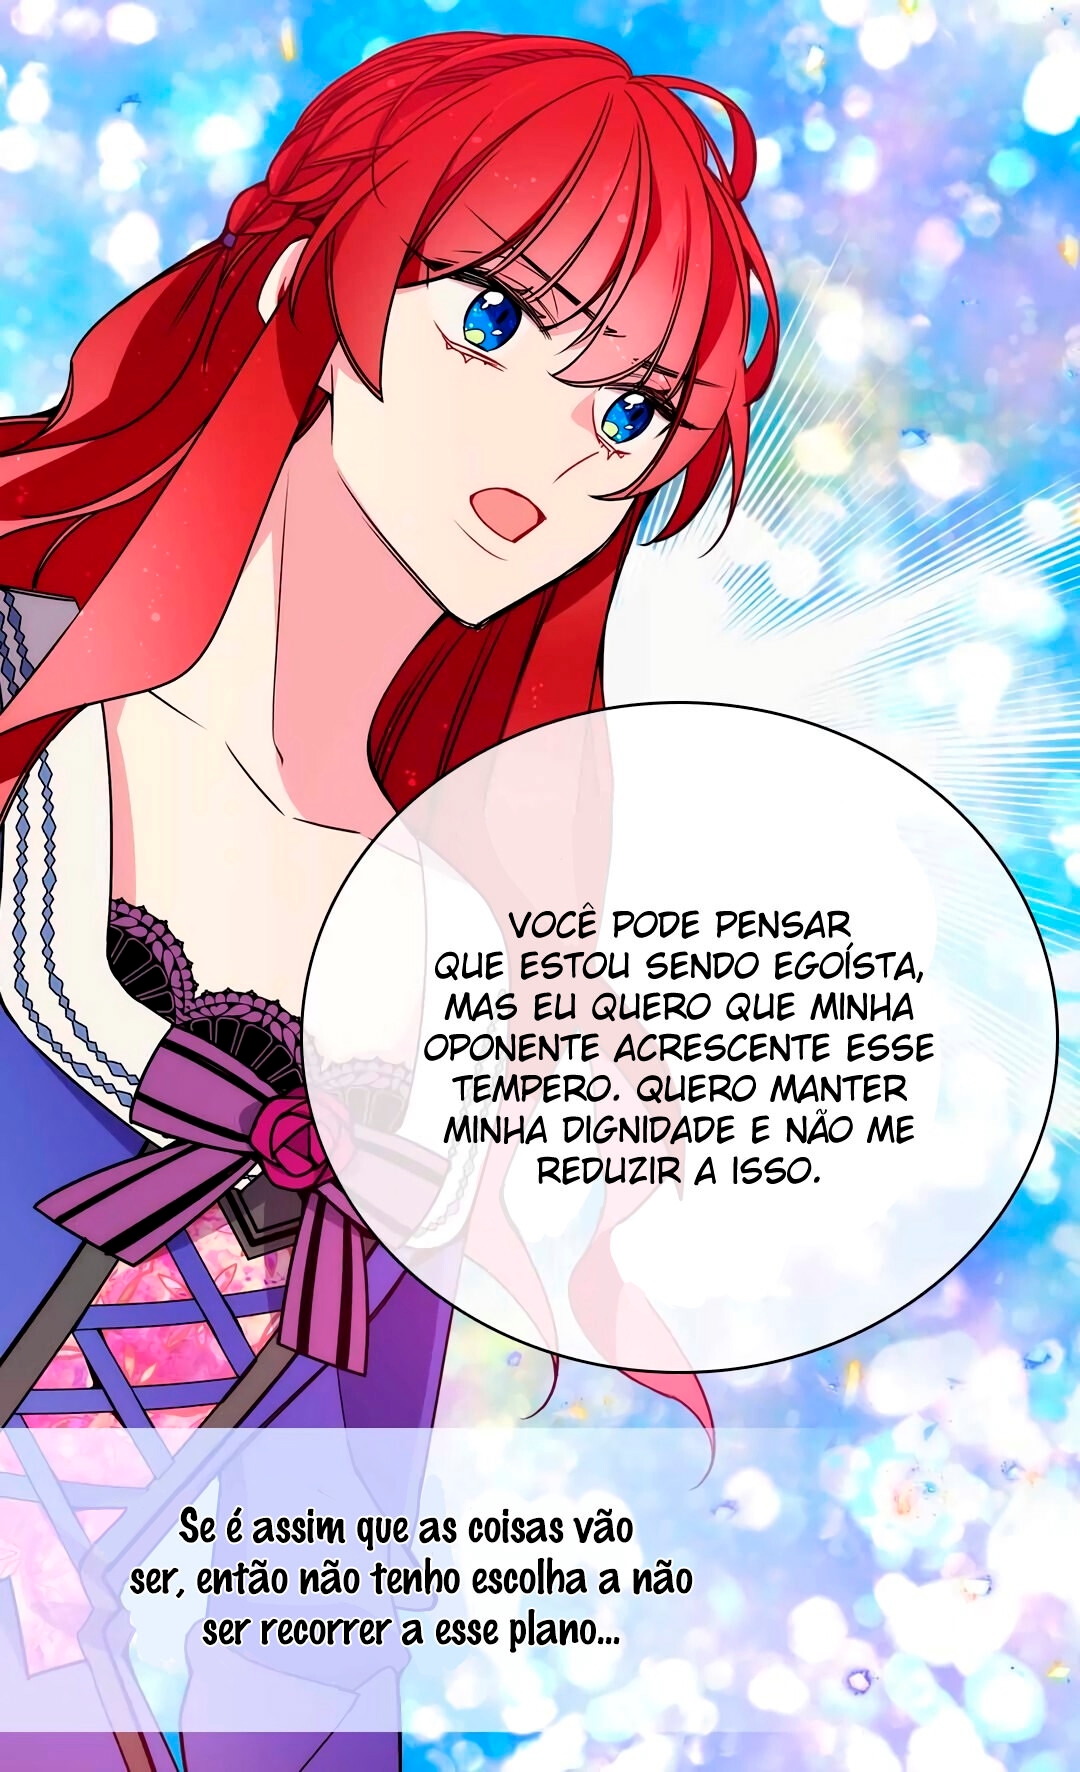 VOCÊ PODE PENSAR
QUE ESTOU SENDO EGOÍSTA,
MAS EU QUERO QUE MINHA
OPONENTE ACRESCENTE ESSE
TEMPERO. QUERO MANTER
MINHA DIGNIDADE E NÃO ME
REDUZIR A ISSO.
Se é assim que as coisas vão
ser, então não tenho escolha a não
ser recorrer a esse plano...